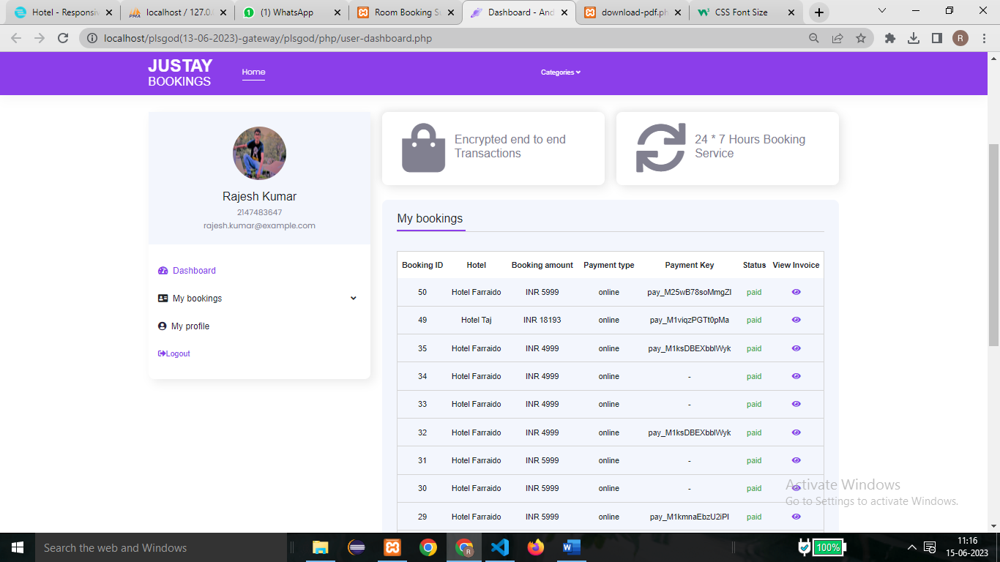 Hotel - Responsiv
localhost / 127.0.
(1) WhatsApp
Room Booking S
Dashboard - And
download-pdf.ph
CSS Font Size
localhost/plsgod(13-06-2023)-gateway/plsgod/php/user-dashboard.php
R
JUSTAY
BOOKINGS
Home
Categories
Rajesh Kumar
2147483647
rajesh.kumar@example.com
Dashboard
My bookings
My profile
Logout
Encrypted end to end
Transactions
24 * 7 Hours Booking
Service
My bookings
Booking ID Hotel Booking amount Payment type Payment Key Status View Invoice
50 Hotel Farraido INR 5999 online pay_M25wB78soMmgZI paid
49 Hotel Taj INR 18193 online pay_M1viqzPGTt0pMa paid
35 Hotel Farraido INR 4999 online pay_M1ksDBEXbblWyk paid
34 Hotel Farraido INR 4999 online - paid
33 Hotel Farraido INR 4999 online - paid
32 Hotel Farraido INR 4999 online pay_M1ksDBEXbblWyk paid
31 Hotel Farraido INR 5999 online - paid
30 Hotel Farraido INR 5999 online - paid
29 Hotel Farraido INR 5999 online pay_M1kmnaEbzU2iPI paid
Activate Windows
Go to Settings to activate Windows.
Search the web and Windows
100%
11:16
15-06-2023